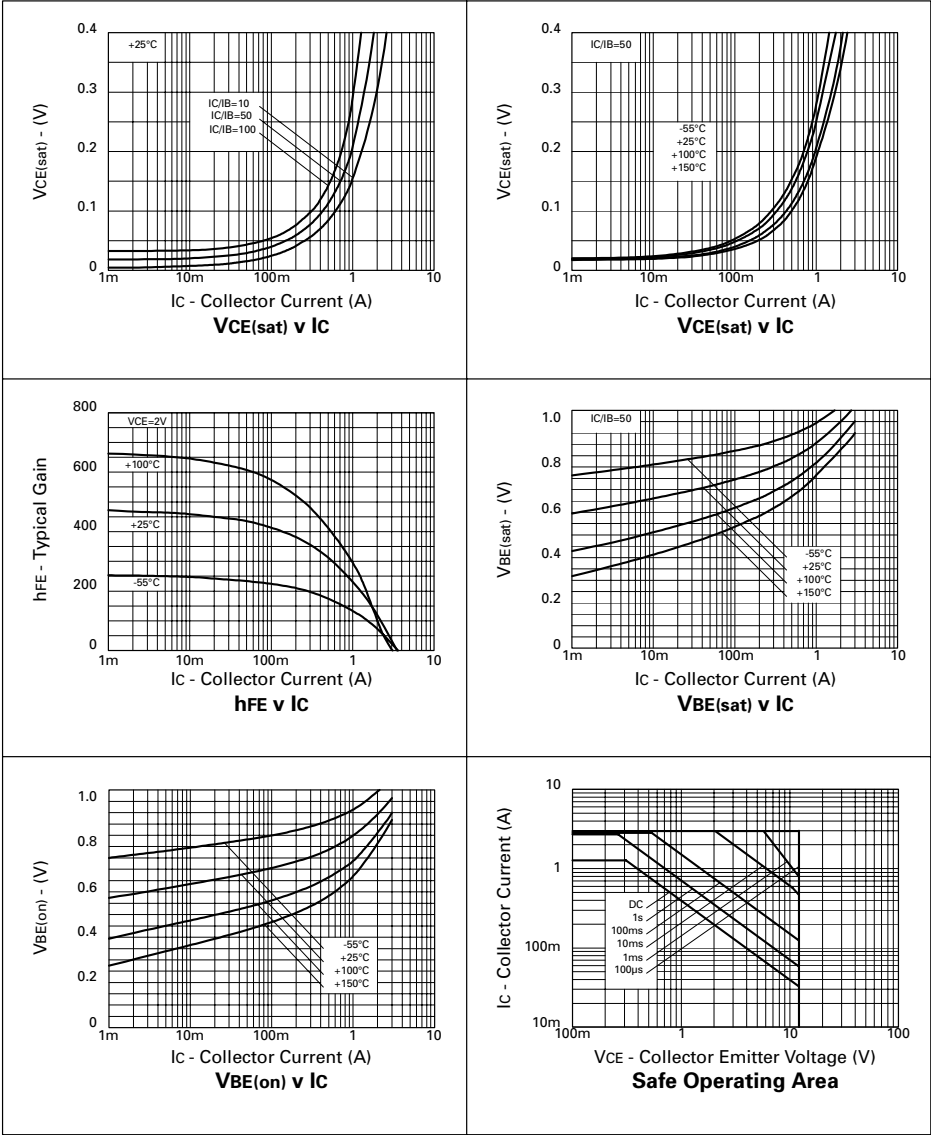 0.4
0.3
0.2
0.1
0
VCE(sat) - (V)
+25°C
IC/IB=10
IC/IB=50
IC/IB=100
1m 10m 100m 1 10
IC - Collector Current (A)
VCE(sat) v IC
0.4
0.3
0.2
0.1
0
VCE(sat) - (V)
IC/IB=50
-55°C
+25°C
+100°C
+150°C
1m 10m 100m 1 10
IC - Collector Current (A)
VCE(sat) v IC
800
600
400
200
0
hFE - Typical Gain
VCE=2V
+100°C
+25°C
-55°C
1m 10m 100m 1 10
IC - Collector Current (A)
hFE v IC
1.0
0.8
0.6
0.4
0.2
0
VBE(sat) - (V)
IC/IB=50
-55°C
+25°C
+100°C
+150°C
1m 10m 100m 1 10
IC - Collector Current (A)
VBE(sat) v IC
1.0
0.8
0.6
0.4
0.2
0
VBE(on) - (V)
-55°C
+25°C
+100°C
+150°C
1m 10m 100m 1 10
IC - Collector Current (A)
VBE(on) v IC
10
1
100m
10m
IC - Collector Current (A)
DC
1s
100ms
10ms
1ms
100µs
100m 1 10 100
VCE - Collector Emitter Voltage (V)
Safe Operating Area